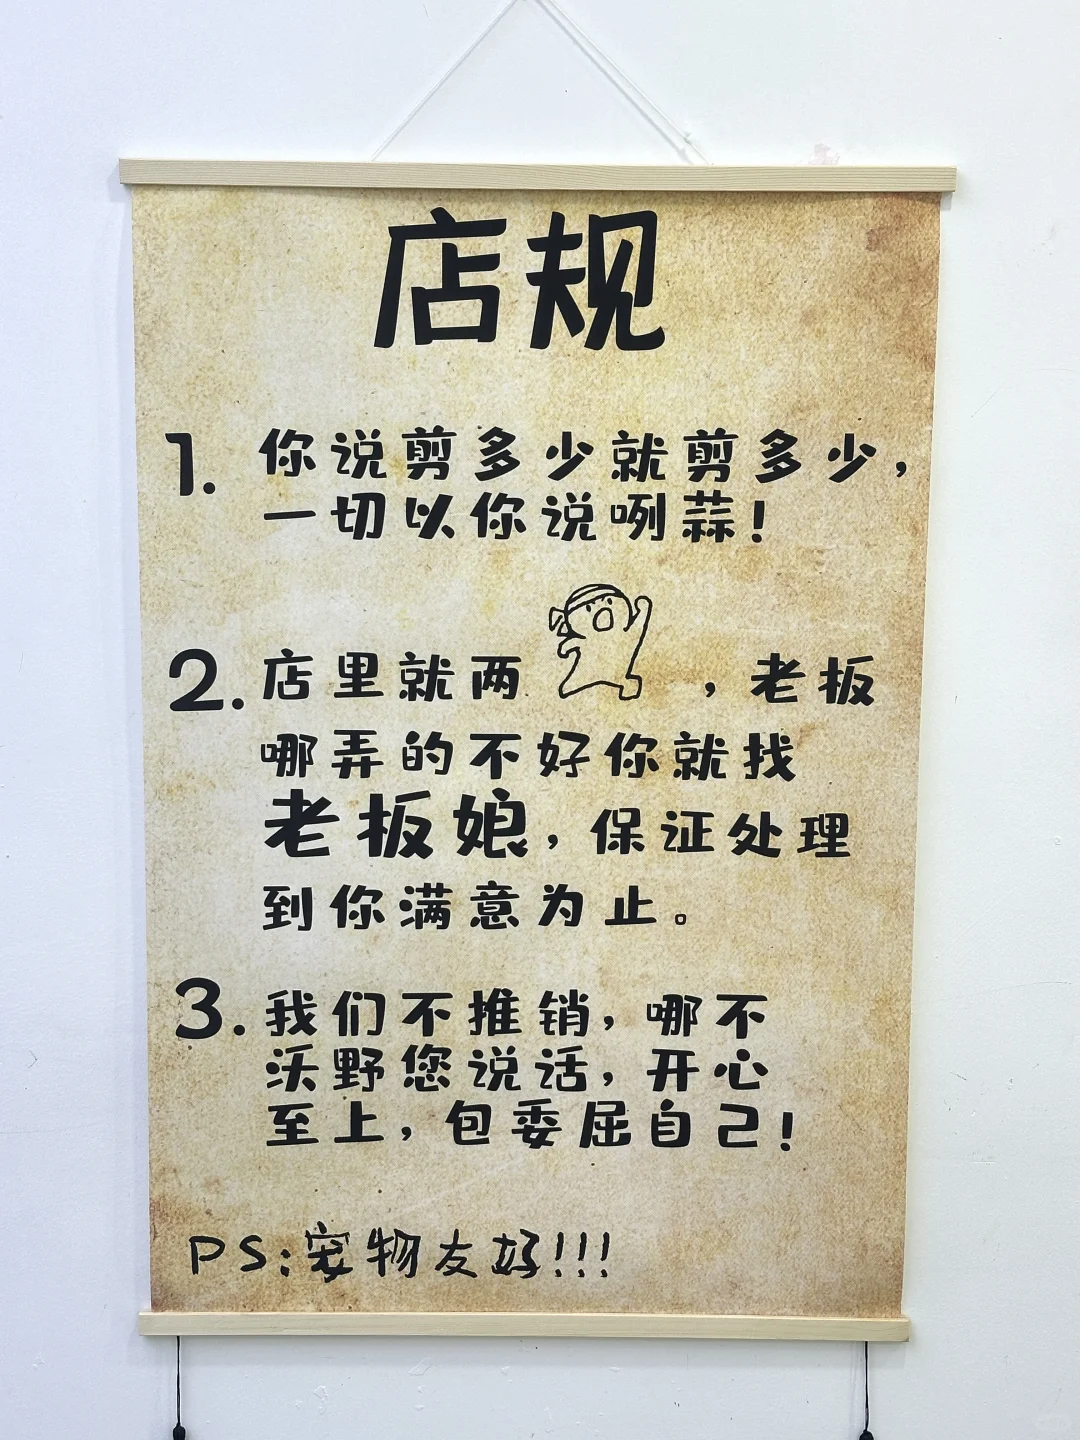 店规
1. 你说剪多少就剪多少,
一切以你说咧蒜!
2. 店里就两 , 老板
哪弄的不好你就找
老板娘, 保证处理
到你满意为止。
3. 我们不推销, 哪不
沃野您说话, 开心
至上, 包委屈自己!
PS:宠物友好!!!